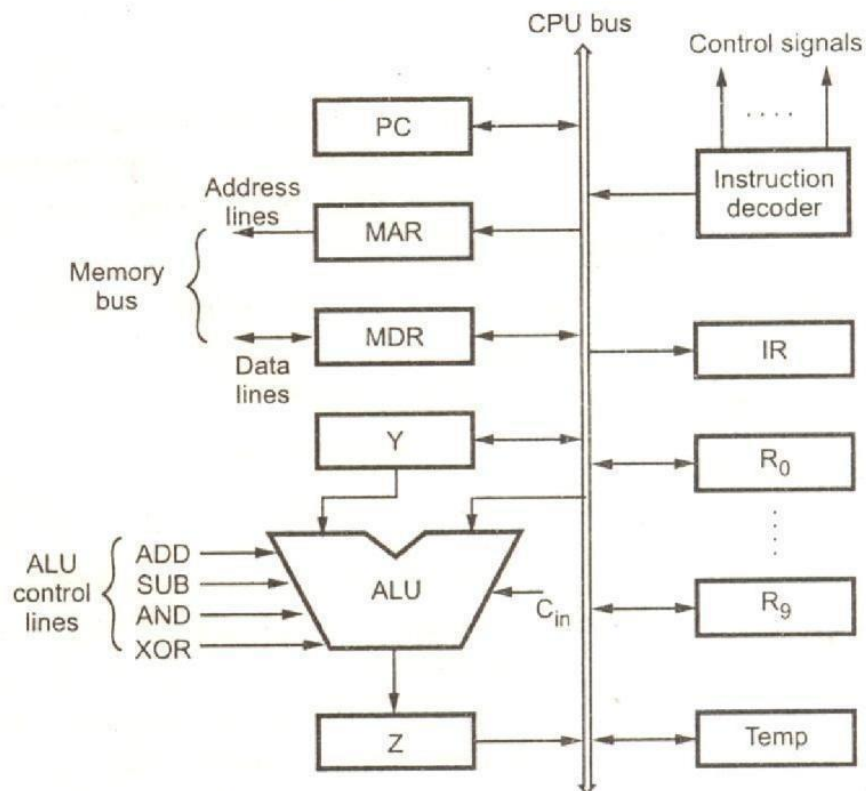 CPU bus
Control signals
. . . .
PC
Instruction
decoder
Address
lines
MAR
Memory
bus
MDR
IR
Data
lines
Y
R0
ALU
control
lines
ADD
SUB
AND
XOR
ALU
Cin
R9
Z
Temp